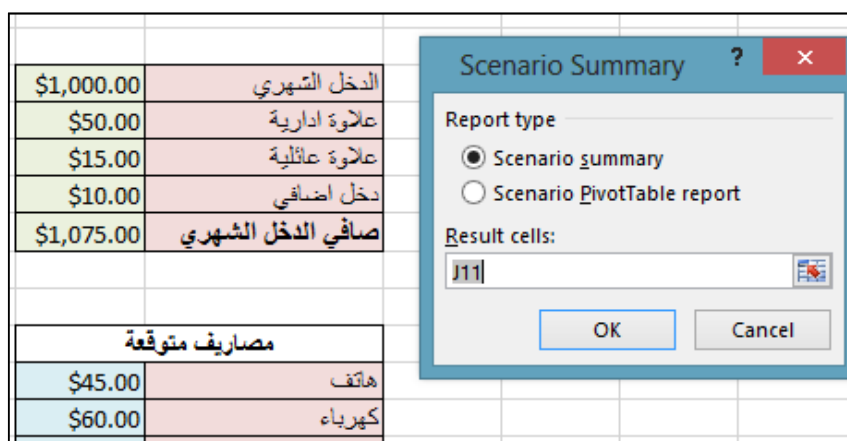 الدخل الشهري $1,000.00
علاوة ادارية $50.00
علاوة عائلية $15.00
دخل اضافي $10.00
صافي الدخل الشهري $1,075.00
مصاريف متوقعة
هاتف $45.00
كهرباء $60.00
Scenario Summary ? ×
Report type
Scenario summary
Scenario PivotTable report
Result cells:
J11
OK Cancel